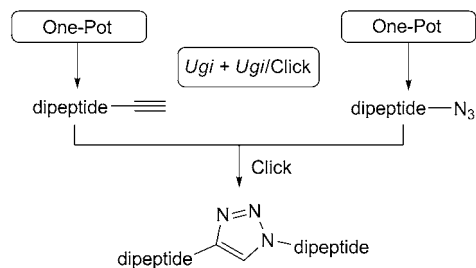 One-Pot
One-Pot
Ugi + Ugi/Click
dipeptide
dipeptide—N3
Click
N
N
N
dipeptide
dipeptide